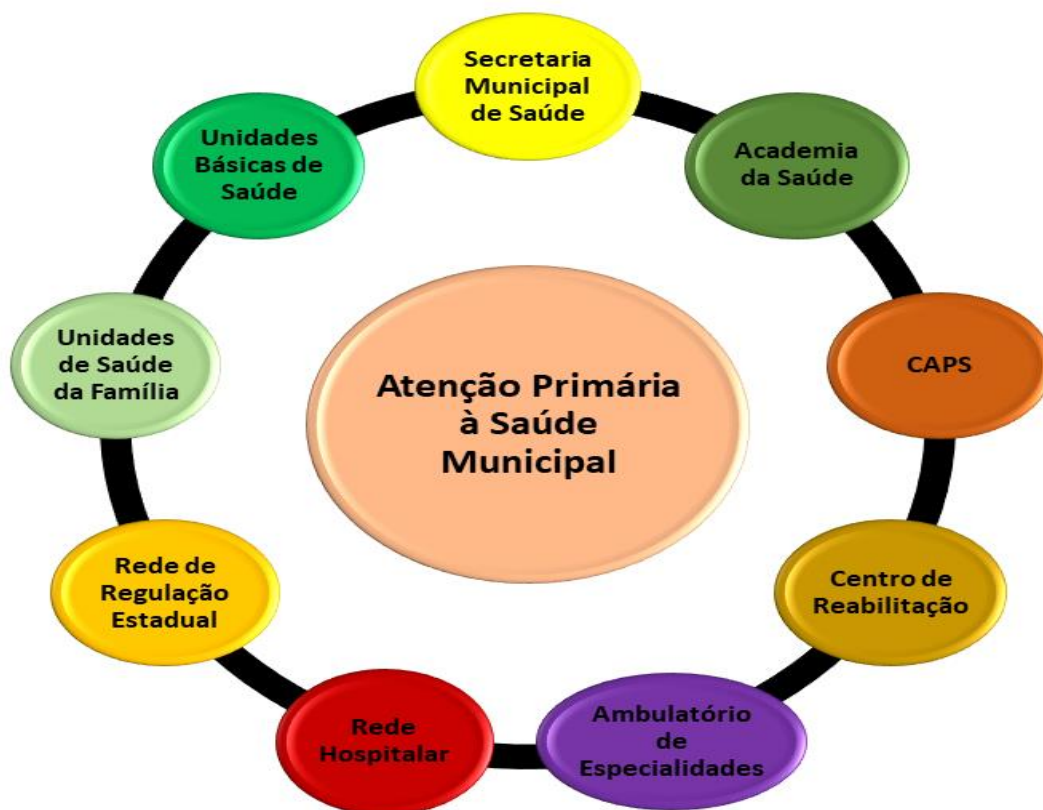 Secretaria
Municipal
de Saúde
Academia
da Saúde
CAPS
Centro de
Reabilitação
Ambulatório
de
Especialidades
Rede
Hospitalar
Rede de
Regulação
Estadual
Unidades
de Saúde
da Família
Unidades
Básicas de
Saúde
Atenção Primária
à Saúde
Municipal